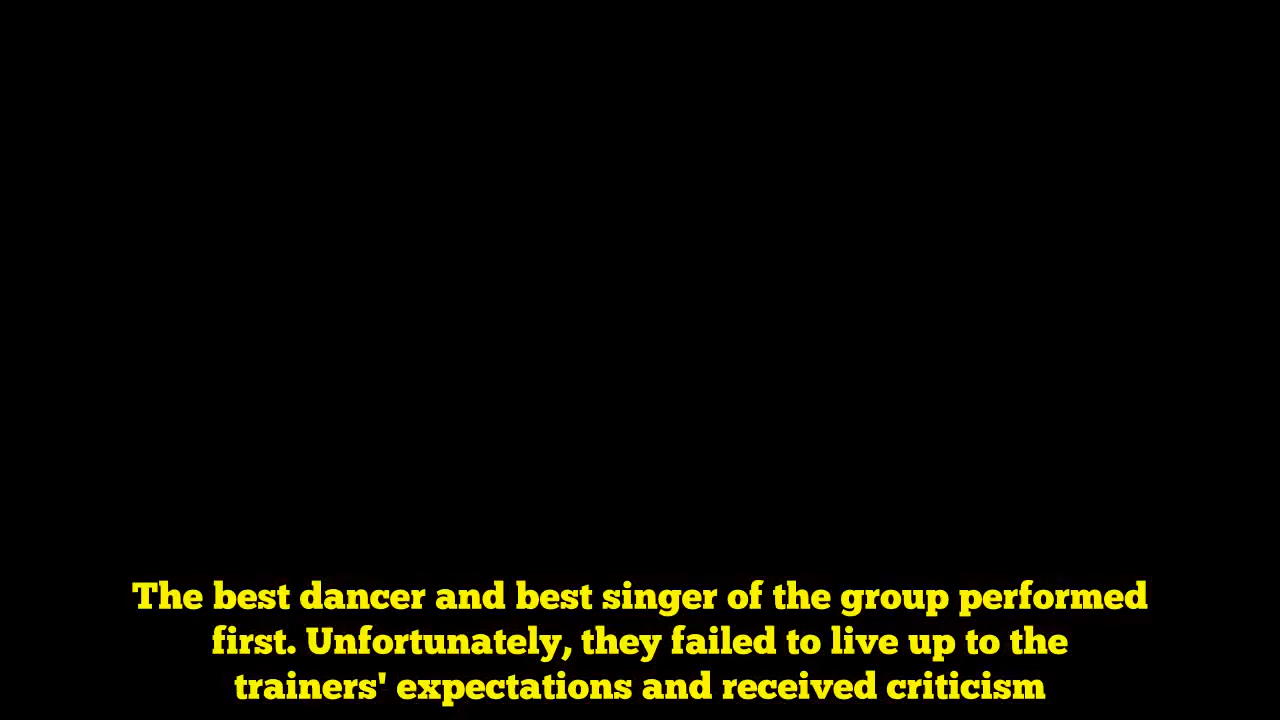 The best dancer and best singer of the group performed
first. Unfortunately, they failed to live up to the
trainers' expectations and received criticism